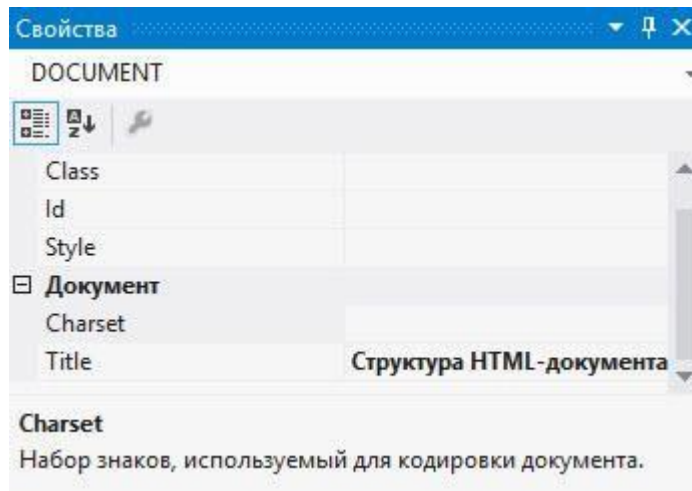 Свойства
DOCUMENT
Class
Id
Style
Документ
Charset
Title Структура HTML-документа
Charset
Набор знаков, используемый для кодировки документа.